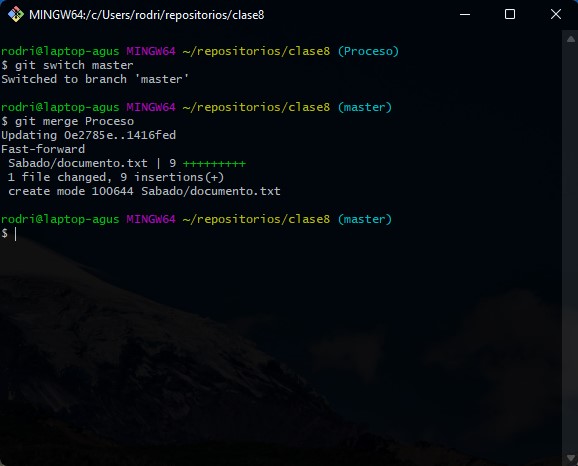 MINGW64:/c/Users/rodri/repositorios/clase8
rodri@laptop-agus MINGW64 ~/repositorios/clase8 (Proceso)
$ git switch master
Switched to branch 'master'
rodri@laptop-agus MINGW64 ~/repositorios/clase8 (master)
$ git merge Proceso
Updating 0e2785e..1416fed
Fast-forward
 Sabado/documento.txt | 9 +++++++++
 1 file changed, 9 insertions(+)
 create mode 100644 Sabado/documento.txt
rodri@laptop-agus MINGW64 ~/repositorios/clase8 (master)
$